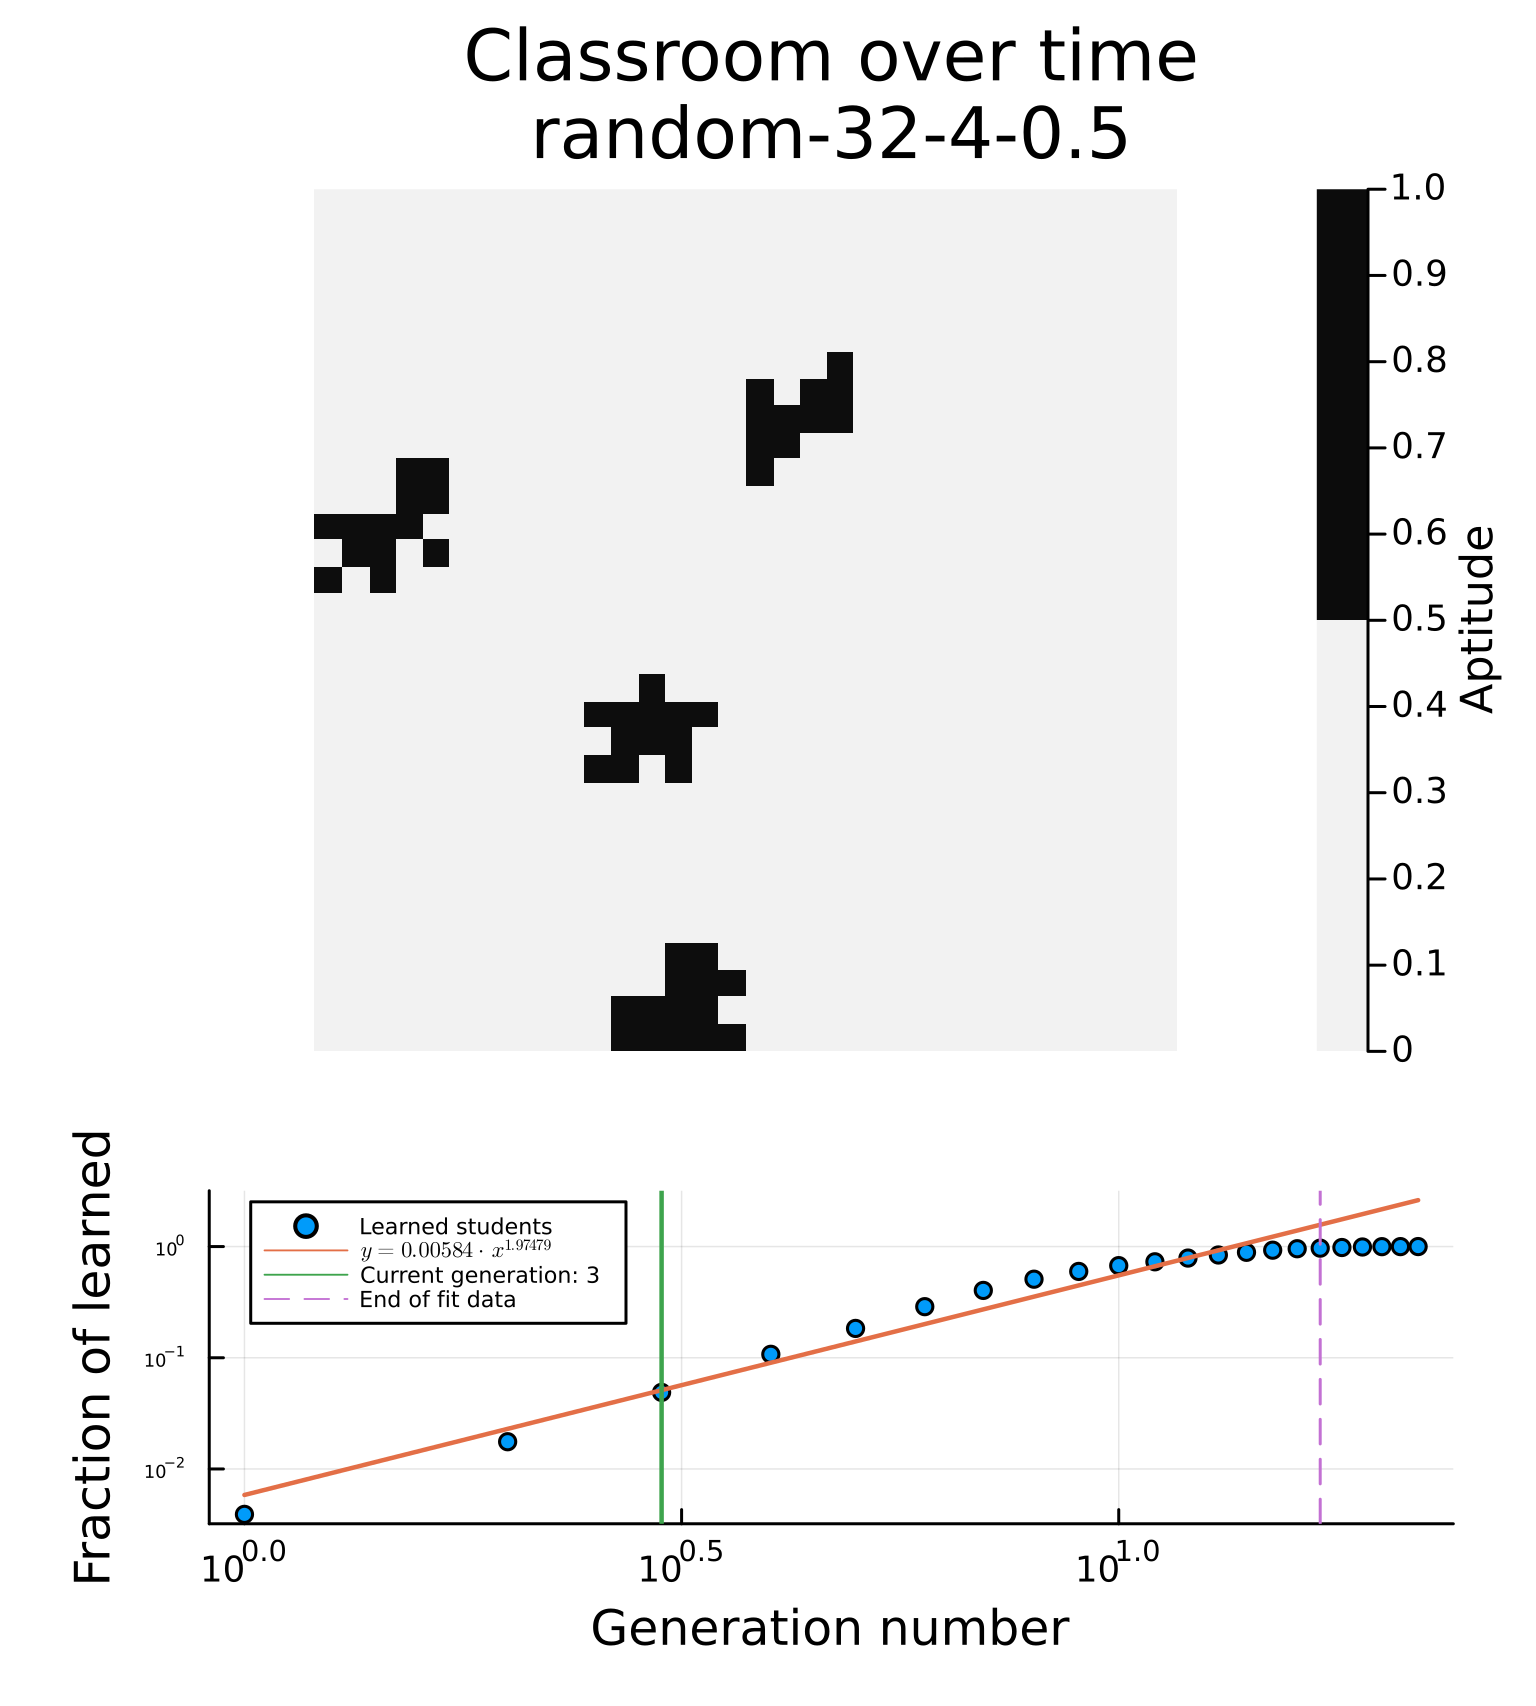 Classroom over time
random-32-4-0.5
1.0
0.9
0.8
0.7
0.6
0.5
0.4
0.3
0.2
0.1
0
Aptitude
Fraction of learned
10⁰
10⁻¹
10⁻²
Learned students
y = 0.00584 · x^1.97479
Current generation: 3
End of fit data
10^0.0
10^0.5
10^1.0
Generation number